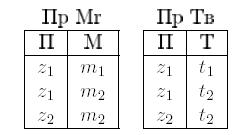 Пр Мг Пр Тв
П М П Т
z₁ m₁ z₁ t₁
z₁ m₂ z₁ t₂
z₂ m₂ z₂ t₂